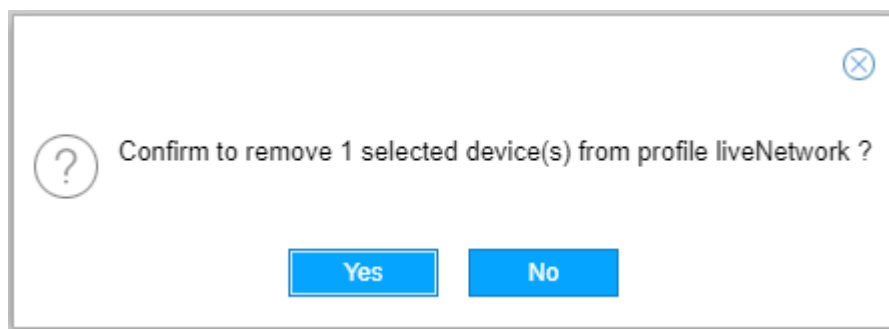 Confirm to remove 1 selected device(s) from profile liveNetwork ?
Yes No